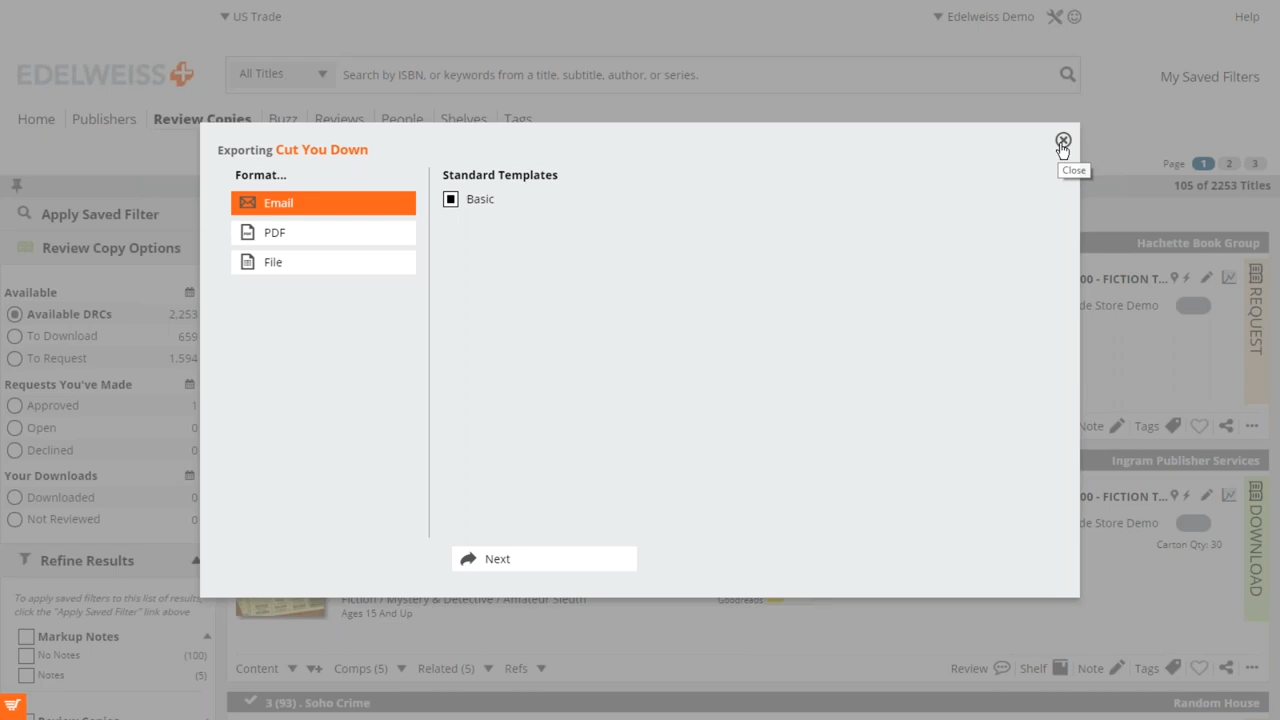 US Trade
Edelweiss Demo
Help
EDELWEISS
All Titles
Search by ISBN, or keywords from a title, subtitle, author, or series.
My Saved Filters
Home
Publishers
Review Copies
Buzz
Reviews
People
Shelves
Tags
Page 1 2 3
105 of 2253 Titles
Exporting Cut You Down
Close
Format...
Email
PDF
File
Standard Templates
Basic
Next
Apply Saved Filter
Review Copy Options
Available
Available DRCs 2,253
To Download 659
To Request 1,594
Requests You've Made
Approved 1
Open 0
Declined 0
Your Downloads
Downloaded 0
Not Reviewed 0
Refine Results
To apply saved filters to this list of results,
click the "Apply Saved Filter" link above
Markup Notes
No Notes (100)
Notes (5)
Hachette Book Group
00 - FICTION T...
de Store Demo
REQUEST
Note
Tags
Ingram Publisher Services
00 - FICTION T...
de Store Demo
Carton Qty: 30
DOWNLOAD
Fiction / Mystery & Detective / Amateur Sleuth
Goodreads
Ages 15 And Up
Content
Comps (5)
Related (5)
Refs
Review
Shelf
Note
Tags
3 (93) . Soho Crime
Random House